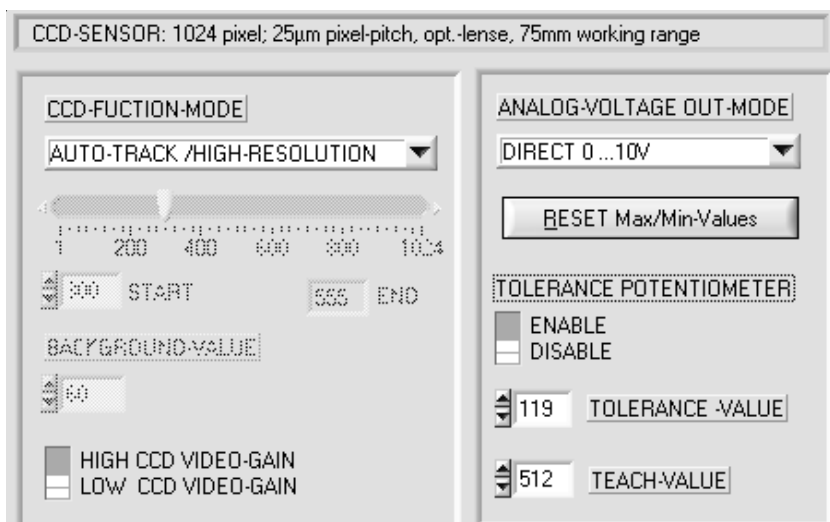 CCD-SENSOR: 1024 pixel; 25µm pixel-pitch, opt.-lense, 75mm working range
CCD-FUCTION-MODE
AUTO-TRACK /HIGH-RESOLUTION
1 200 400 600 800 1024
300 START 555 END
BACKGROUND-VALUE
60
HIGH CCD VIDEO-GAIN
LOW CCD VIDEO-GAIN
ANALOG-VOLTAGE OUT-MODE
DIRECT 0 ...10V
RESET Max/Min-Values
TOLERANCE POTENTIOMETER
ENABLE
DISABLE
119 TOLERANCE -VALUE
512 TEACH-VALUE